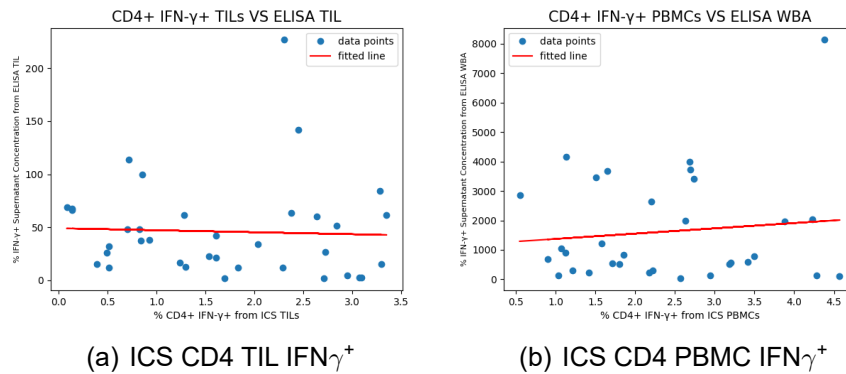 CD4+ IFN-γ+ TILs VS ELISA TIL
data points
fitted line
200
150
100
50
0
% IFN-γ+ Supernatant Concentration from ELISA TIL
0.0 0.5 1.0 1.5 2.0 2.5 3.0 3.5
% CD4+ IFN-γ+ from ICS TILs
(a) ICS CD4 TIL IFNγ+
CD4+ IFN-γ+ PBMCs VS ELISA WBA
data points
fitted line
8000
7000
6000
5000
4000
3000
2000
1000
0
% IFN-γ+ Supernatant Concentration from ELISA WBA
0.5 1.0 1.5 2.0 2.5 3.0 3.5 4.0 4.5
% CD4+ IFN-γ+ from ICS PBMCs
(b) ICS CD4 PBMC IFNγ+